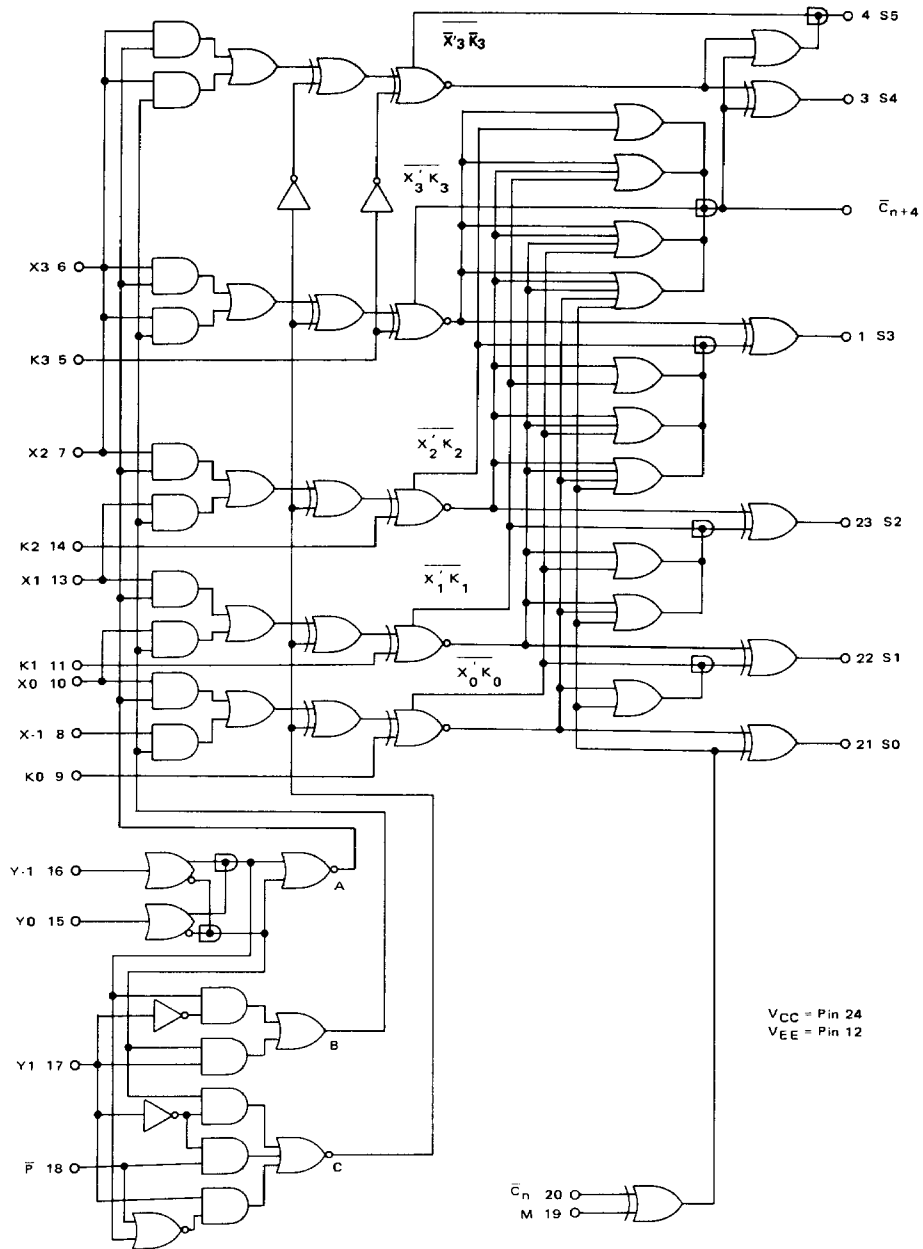 4 S5
X̅'3 K̅3
3 S4
X'3 K3
C̅n+4
X3 6
1 S3
K3 5
X2 7
X'2 K2
23 S2
K2 14
X1 13
X'1 K1
22 S1
K1 11
X0 10
X'0 K0
X-1 8
21 S0
K0 9
Y-1 16
A
Y0 15
VCC = Pin 24
VEE = Pin 12
B
Y1 17
C
P̅ 18
C̅n 20
M 19